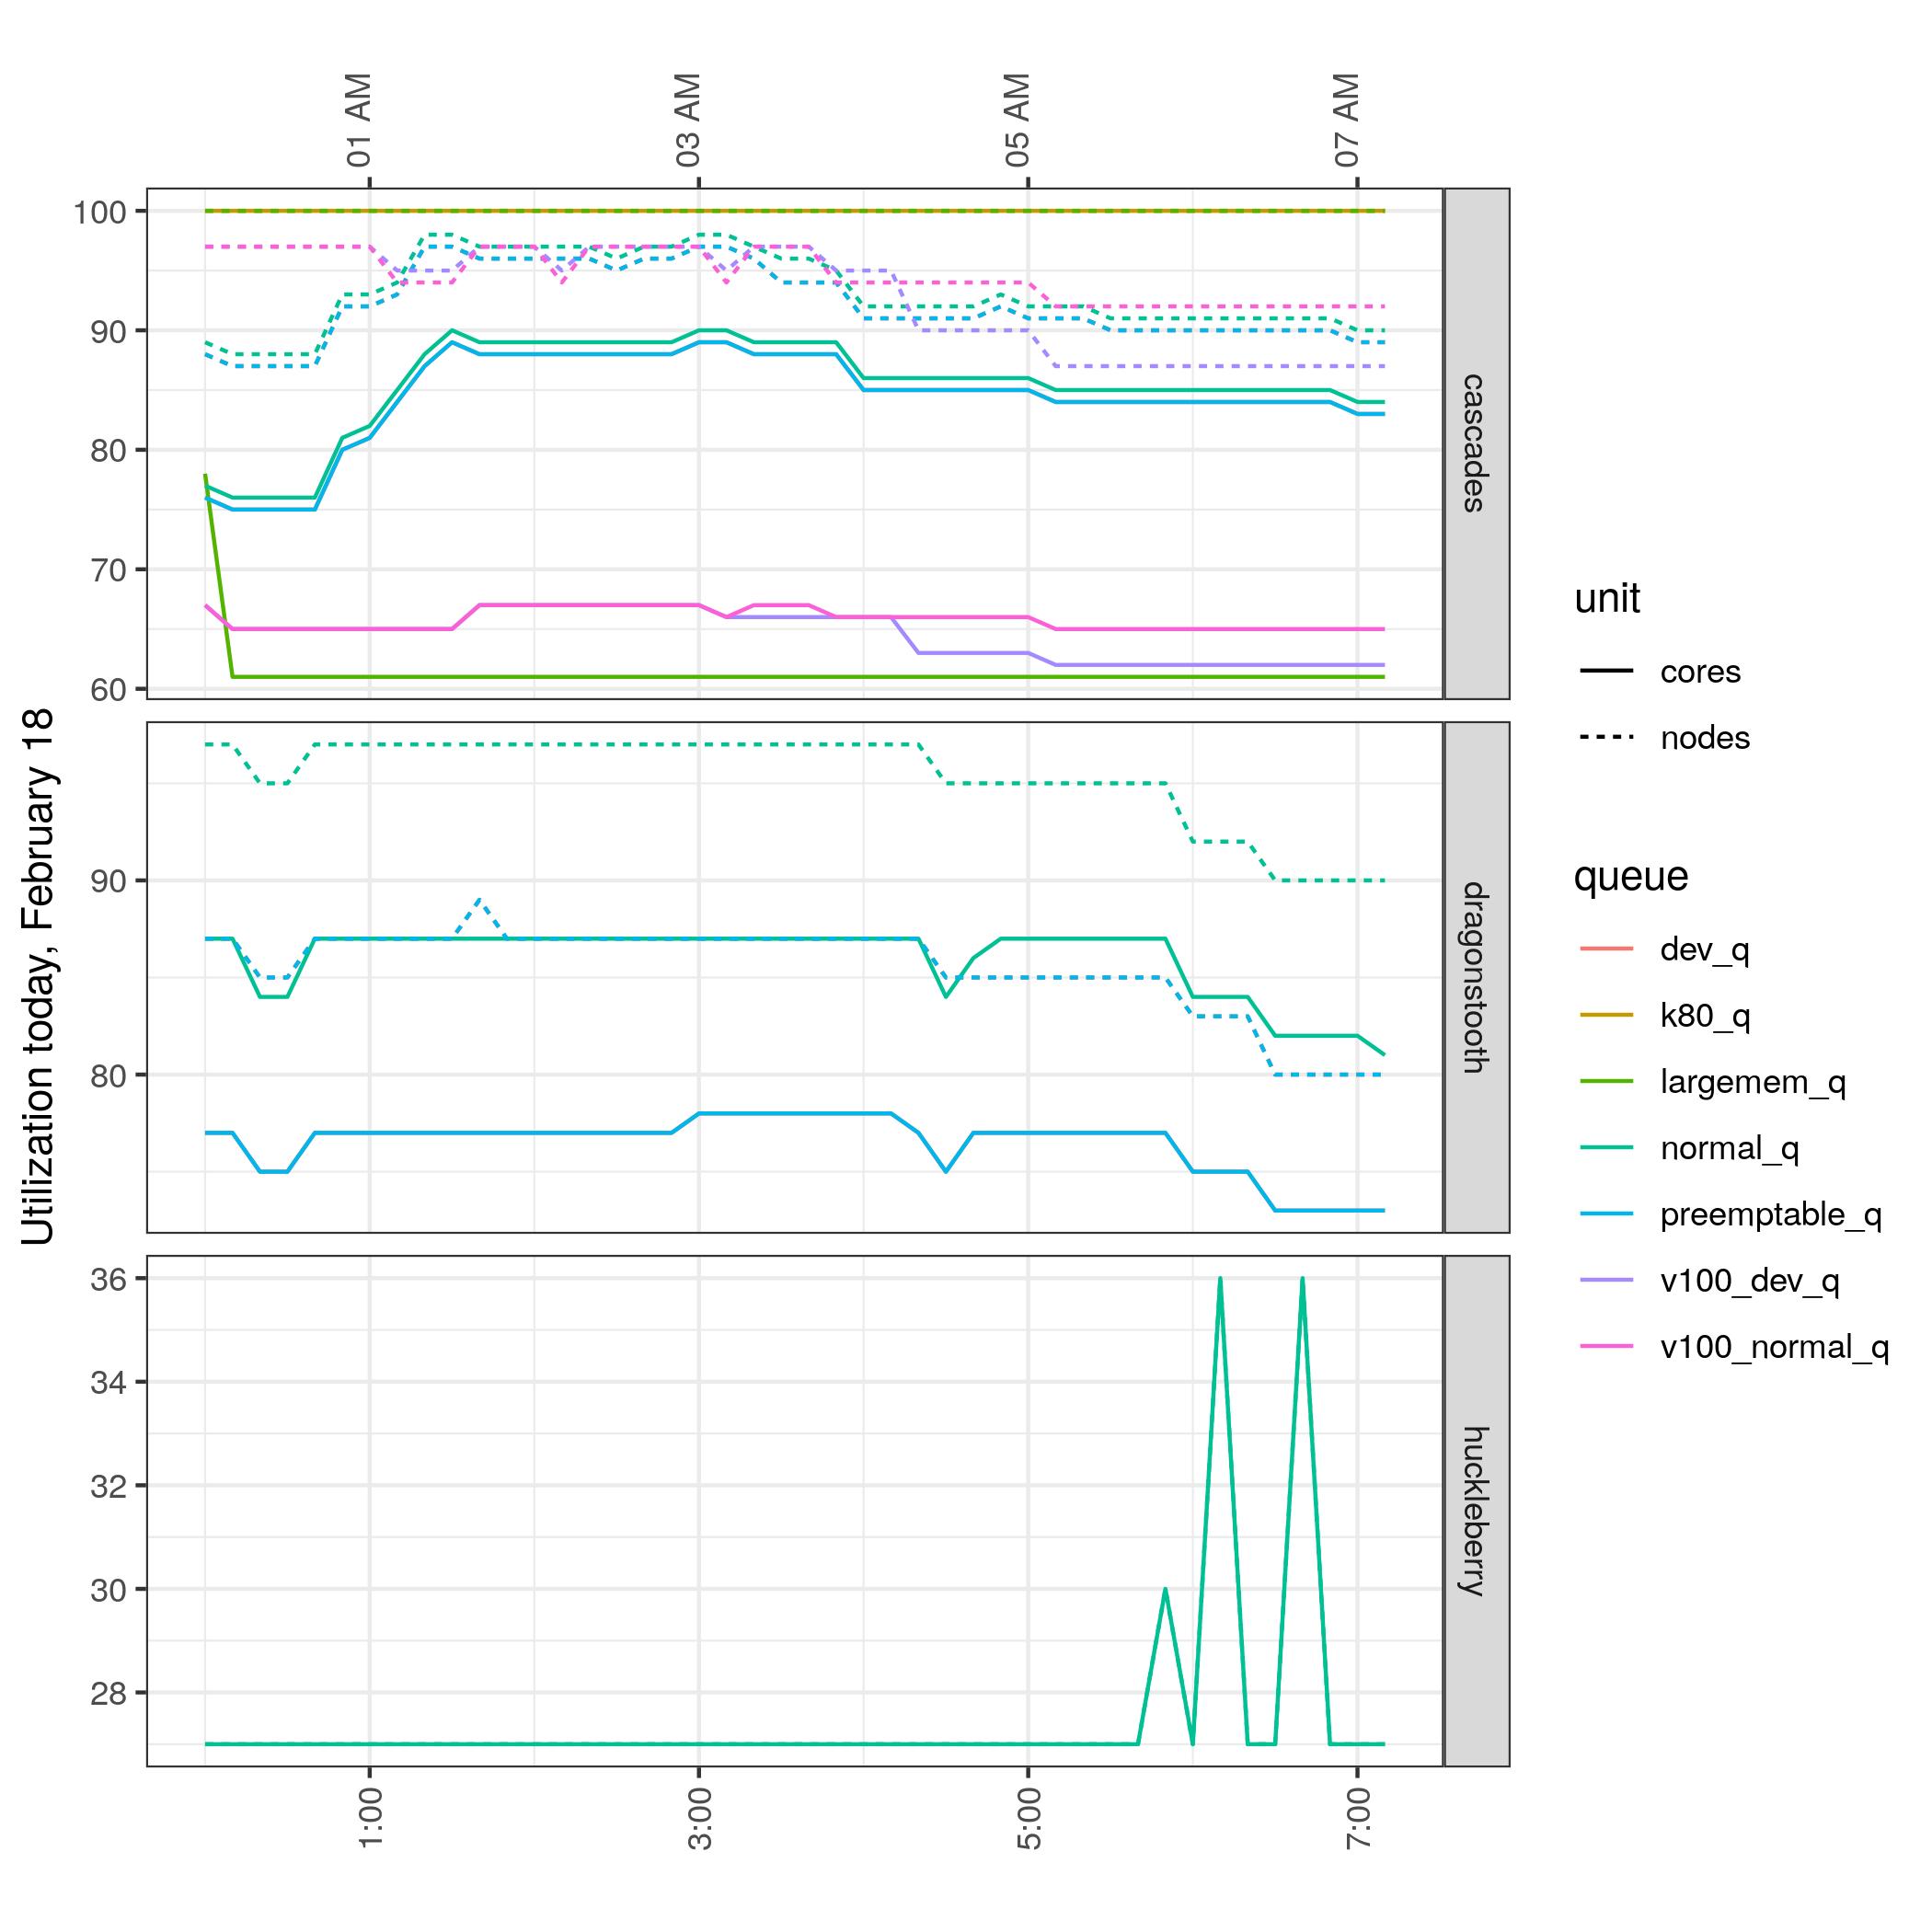 01 AM
03 AM
05 AM
07 AM
Utilization today, February 18
100
90
80
70
60
cascades
90
80
dragonstooth
36
34
32
30
28
huckleberry
1:00
3:00
5:00
7:00
unit
cores
nodes
queue
dev_q
k80_q
largemem_q
normal_q
preemptable_q
v100_dev_q
v100_normal_q